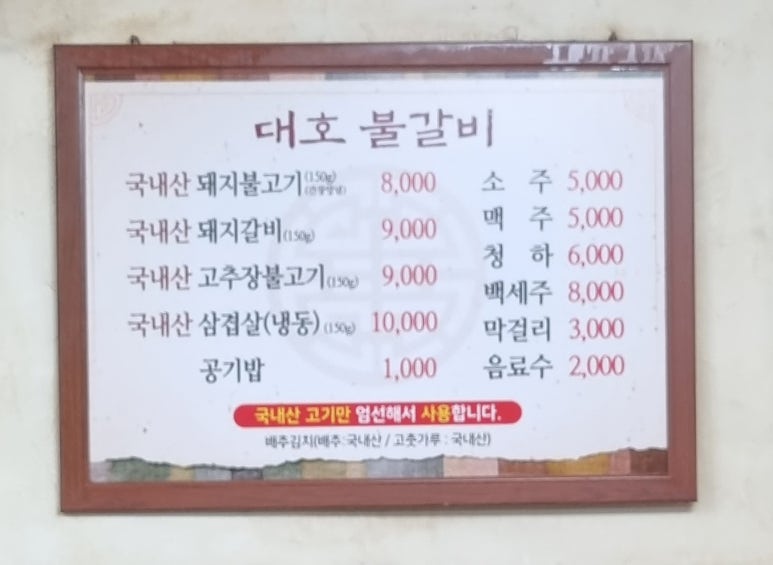 대호 불갈비
국내산 돼지불고기(150g)(간장양념) 8,000
국내산 돼지갈비(150g) 9,000
국내산 고추장불고기(150g) 9,000
국내산 삼겹살(냉동)(150g) 10,000
공기밥 1,000
소 주 5,000
맥 주 5,000
청 하 6,000
백세주 8,000
막걸리 3,000
음료수 2,000
국내산 고기만 엄선해서 사용합니다.
배추김치(배추:국내산 / 고춧가루 : 국내산)